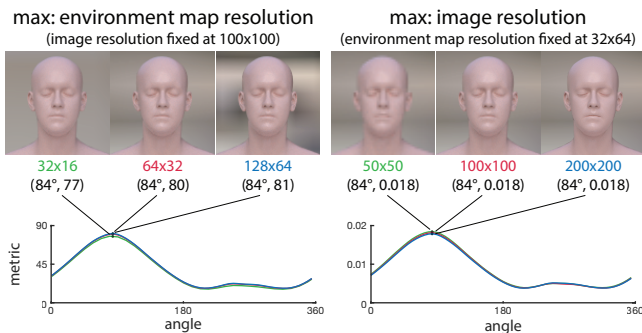 max: environment map resolution
(image resolution fixed at 100x100)
32x16 64x32 128x64
(84°, 77) (84°, 80) (84°, 81)
90
45
0
metric
0 180 360
angle
max: image resolution
(environment map resolution fixed at 32x64)
50x50 100x100 200x200
(84°, 0.018) (84°, 0.018) (84°, 0.018)
0.02
0.01
0
0 180 360
angle